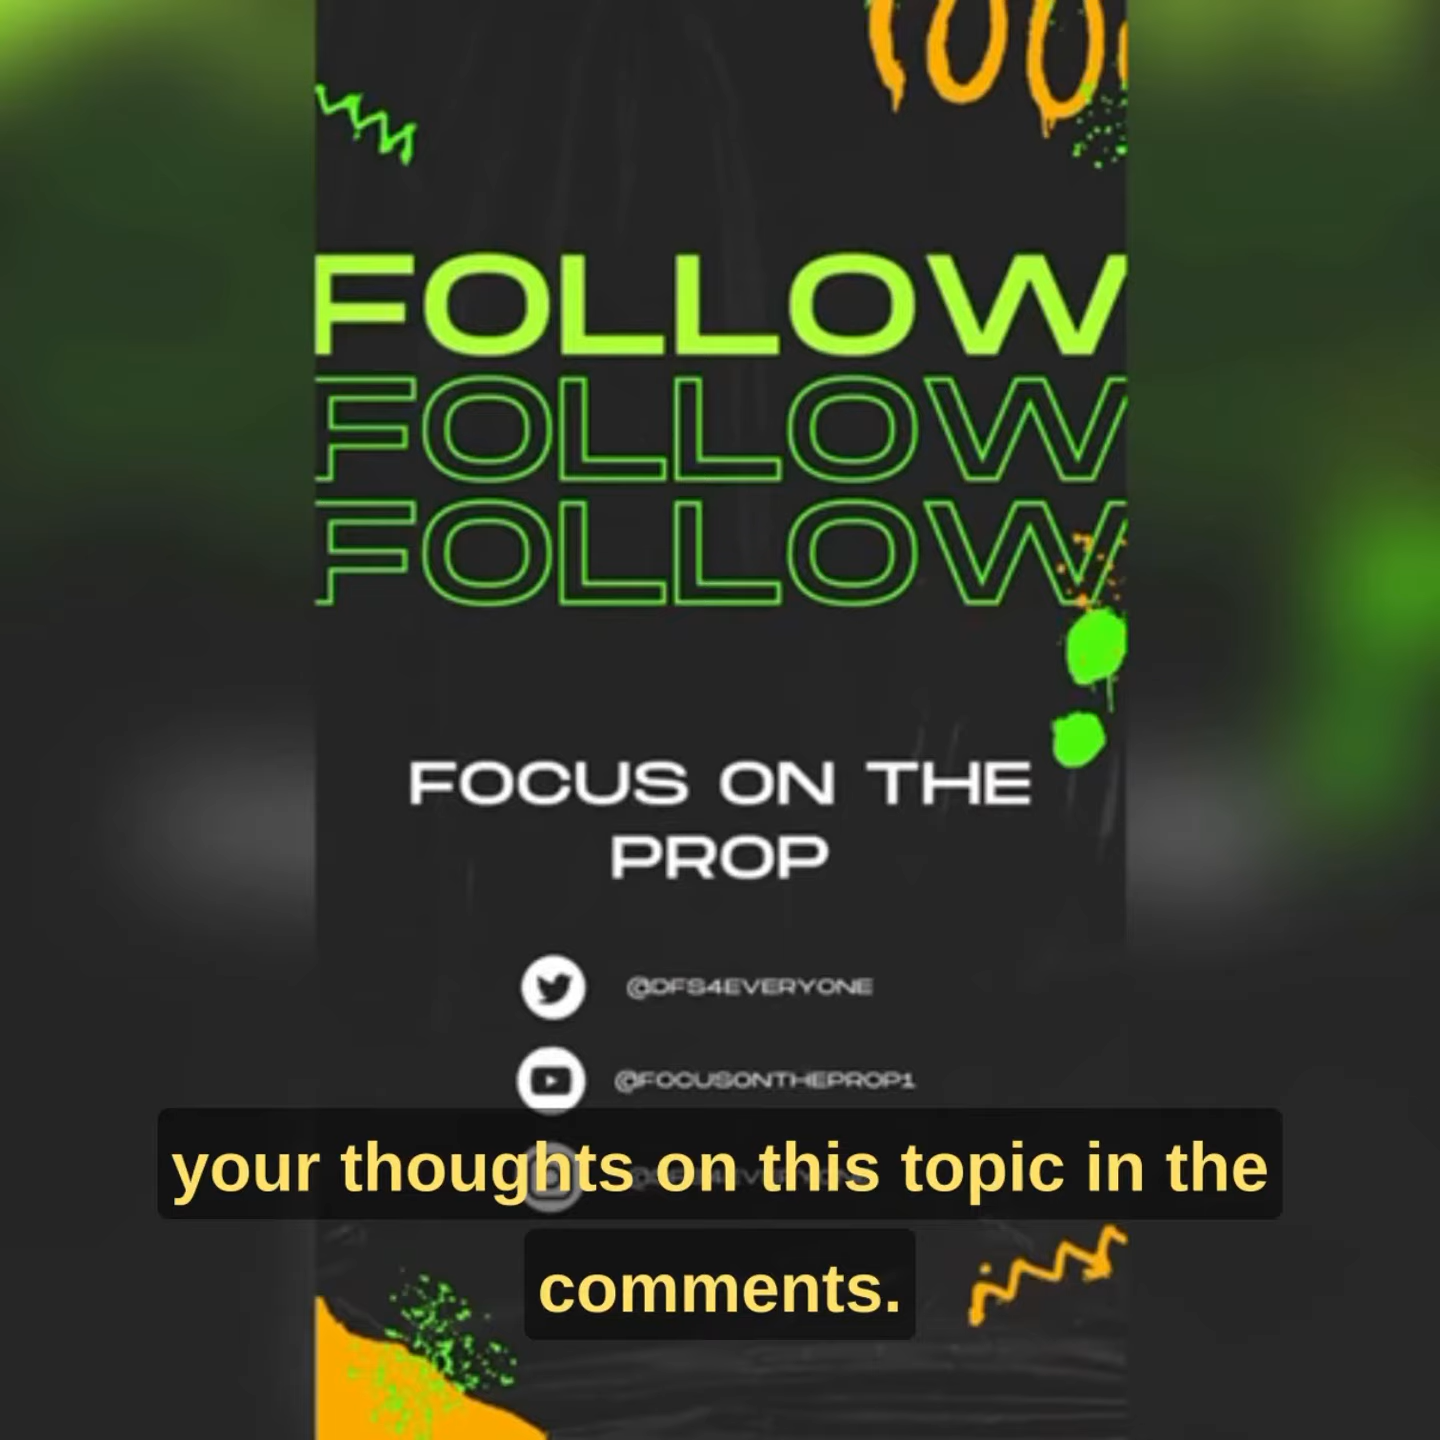 FOLLOW
FOLLOW
FOLLOW
FOCUS ON THE
PROP
@DFS4EVERYONE
@FOCUSONTHEPROP1
your thoughts on this topic in the
comments.